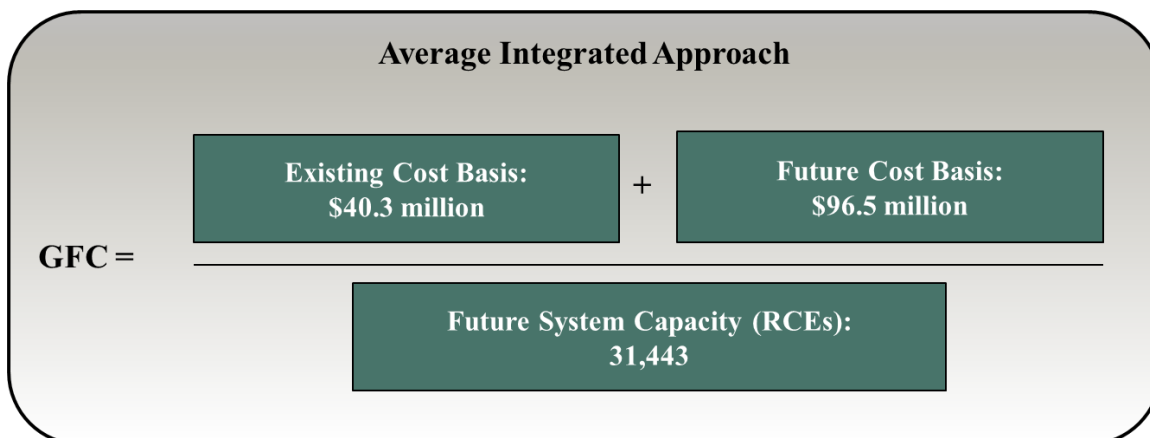 Average Integrated Approach
Existing Cost Basis:
$40.3 million
+
Future Cost Basis:
$96.5 million
GFC =
Future System Capacity (RCEs):
31,443